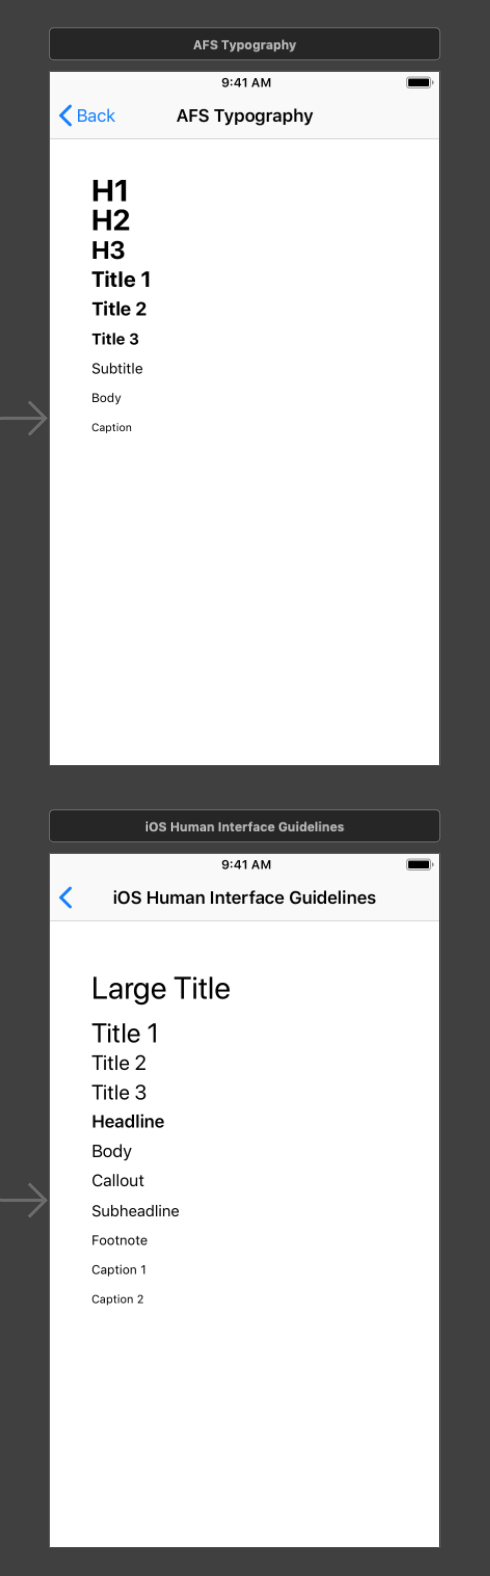 AFS Typography
9:41 AM
Back AFS Typography
H1
H2
H3
Title 1
Title 2
Title 3
Subtitle
Body
Caption
iOS Human Interface Guidelines
9:41 AM
iOS Human Interface Guidelines
Large Title
Title 1
Title 2
Title 3
Headline
Body
Callout
Subheadline
Footnote
Caption 1
Caption 2